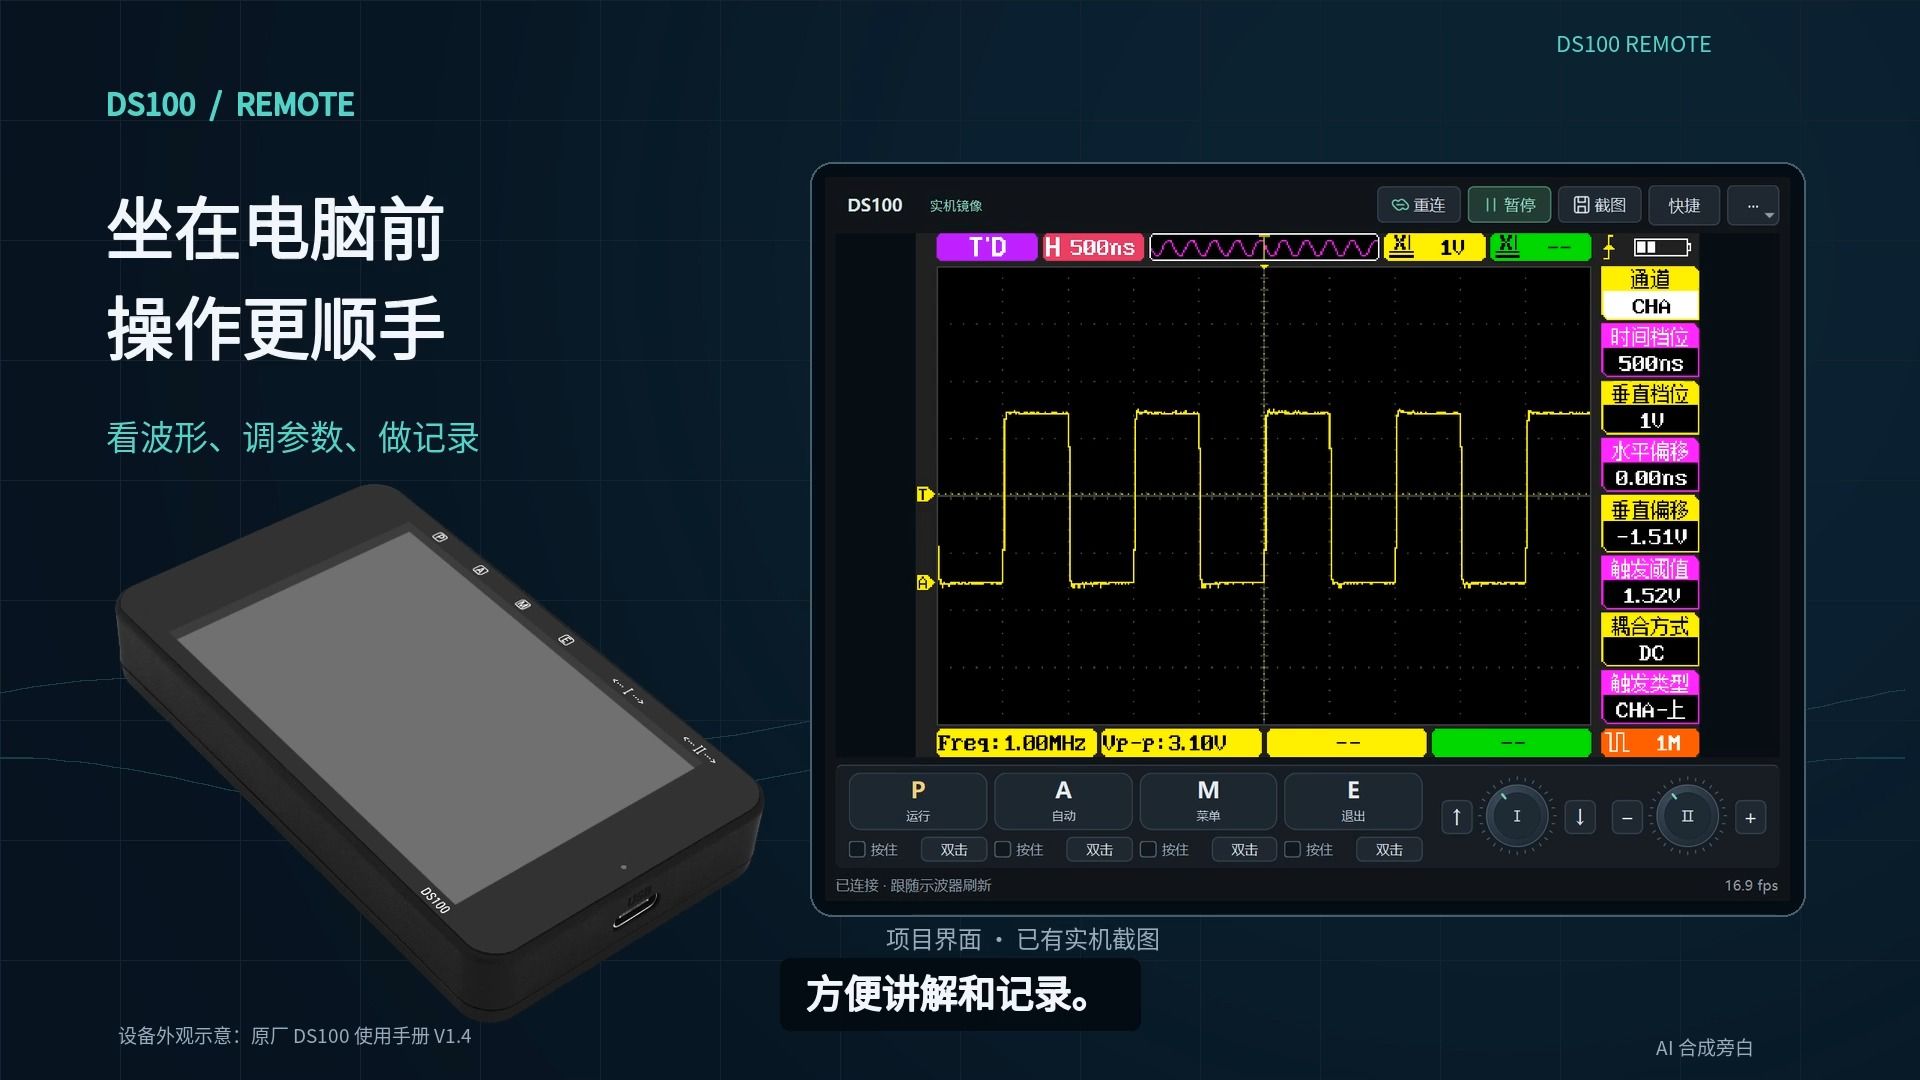 DS100 REMOTE
DS100 / REMOTE
坐在电脑前
操作更顺手
看波形、调参数、做记录
P
A
M
E
<··· I ···>
<··· II ···>
DS100
USB
设备外观示意：原厂 DS100 使用手册 V1.4
DS100 实机镜像 重连 暂停 截图 快捷 ...
T'D H 500ns X1 1V X1 --
通道
CHA
时间档位
500ns
垂直档位
1V
水平偏移
0.00ns
垂直偏移
-1.51V
触发阈值
1.52V
耦合方式
DC
触发类型
CHA-上
T
A
Freq:1.00MHz Vp-p:3.10V -- -- 1M
P A M E
运行 自动 菜单 退出
↑ I ↓ − II +
按住 双击 按住 双击 按住 双击 按住 双击
已连接 · 跟随示波器刷新 16.9 fps
项目界面 · 已有实机截图
方便讲解和记录。
AI 合成旁白